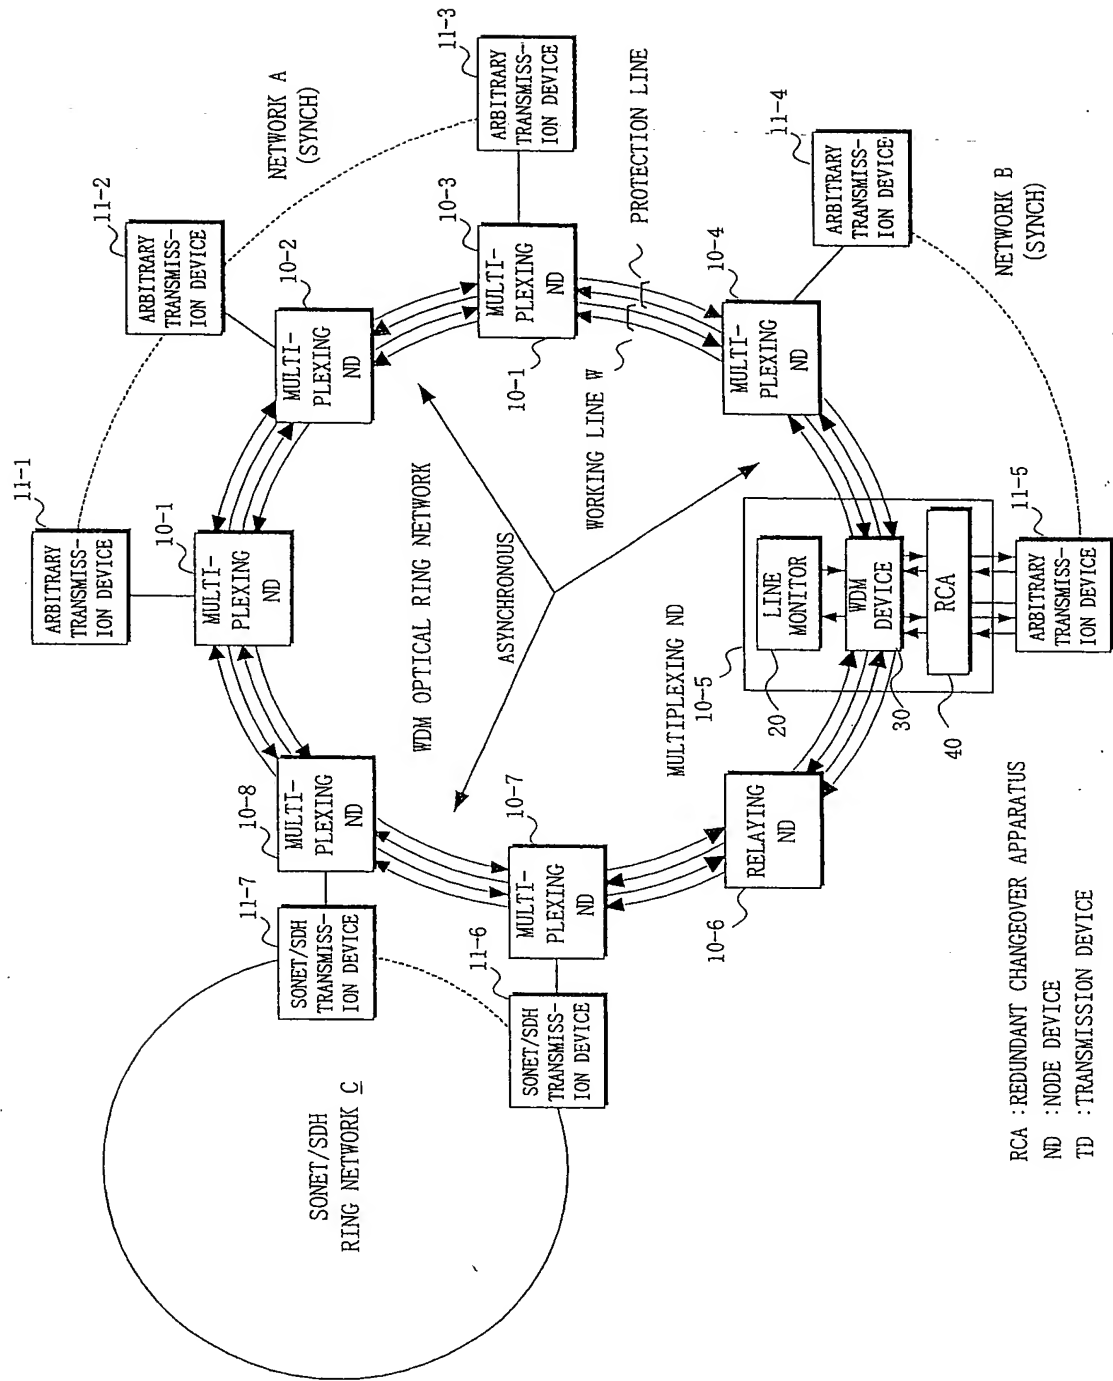 11-1
ARBITRARY
TRANSMISS-
ION DEVICE
11-2
ARBITRARY
TRANSMISS-
ION DEVICE
NETWORK A
(SYNCH)
11-3
ARBITRARY
TRANSMISS-
ION DEVICE
10-1
MULTI-
PLEXING
ND
10-2
MULTI-
PLEXING
ND
10-3
MULTI-
PLEXING
ND
10-1
PROTECTION LINE
WORKING LINE W
11-4
ARBITRARY
TRANSMISS-
ION DEVICE
10-4
MULTI-
PLEXING
ND
NETWORK B
(SYNCH)
WDM OPTICAL RING NETWORK
ASYNCHRONOUS
11-7
SONET/SDH
TRANSMISS-
ION DEVICE
10-8
MULTI-
PLEXING
ND
SONET/SDH
RING NETWORK C
11-6
SONET/SDH
TRANSMISS-
ION DEVICE
10-7
MULTI-
PLEXING
ND
10-6
RELAYING
ND
MULTIPLEXING ND
10-5
20
LINE
MONITOR
WDM
DEVICE
30
RCA
40
11-5
ARBITRARY
TRANSMISS-
ION DEVICE
RCA :REDUNDANT CHANGEOVER APPARATUS
ND :NODE DEVICE
TD :TRANSMISSION DEVICE